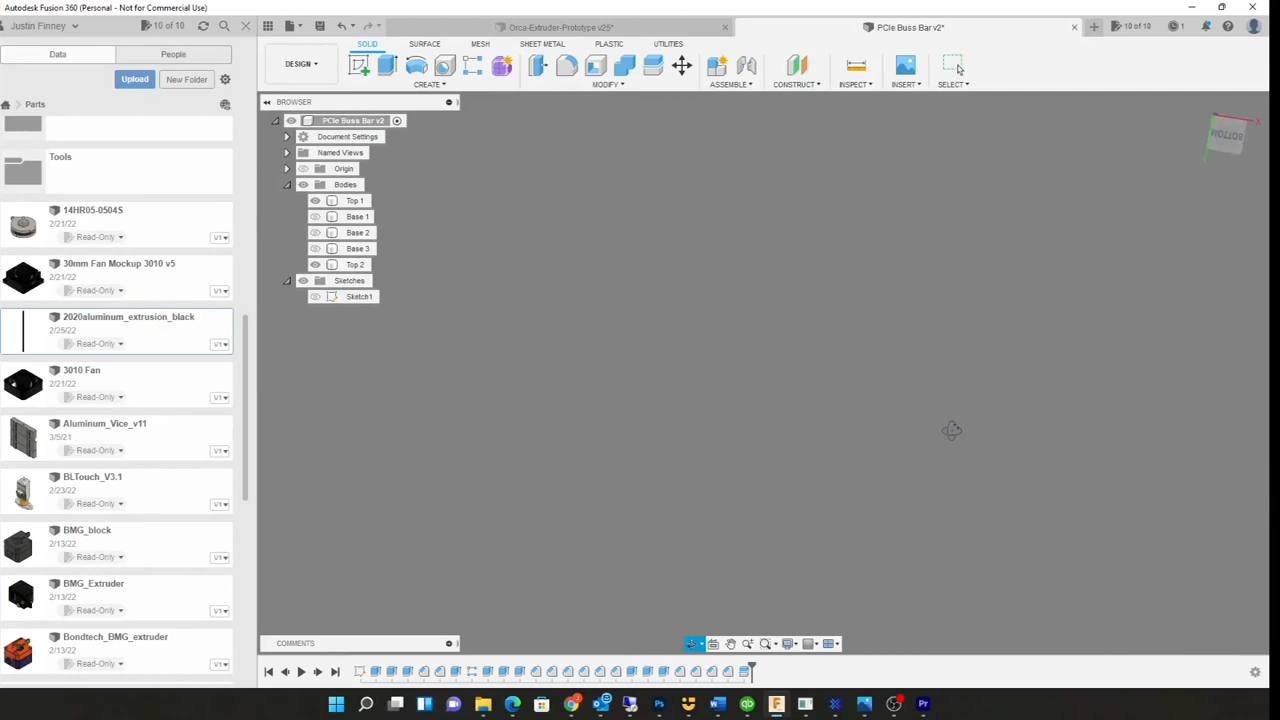 Autodesk Fusion 360 (Personal - Not for Commercial Use)
Justin Finney 10 of 10
Orca-Extruder-Prototype v25*
PCIe Buss Bar v2*
10 of 10 1
Data People
SOLID SURFACE MESH SHEET METAL PLASTIC UTILITIES
Upload New Folder
DESIGN
CREATE MODIFY ASSEMBLE CONSTRUCT INSPECT INSERT SELECT
Parts
BROWSER
PCIe Buss Bar v2
Document Settings
Named Views
Origin
Bodies
Top 1
Base 1
Base 2
Base 3
Top 2
Sketches
Sketch1
BOTTOM
X
Tools
14HR05-0504S
2/21/22
Read-Only V1
30mm Fan Mockup 3010 v5
2/21/22
Read-Only V1
2020aluminum_extrusion_black
2/25/22
Read-Only V1
3010 Fan
2/21/22
Read-Only V1
Aluminum_Vice_v11
3/5/21
Read-Only V1
BLTouch_V3.1
2/23/22
Read-Only V1
BMG_block
2/13/22
Read-Only V1
BMG_Extruder
2/13/22
Read-Only V1
Bondtech_BMG_extruder
2/13/22
Read-Only V1
COMMENTS